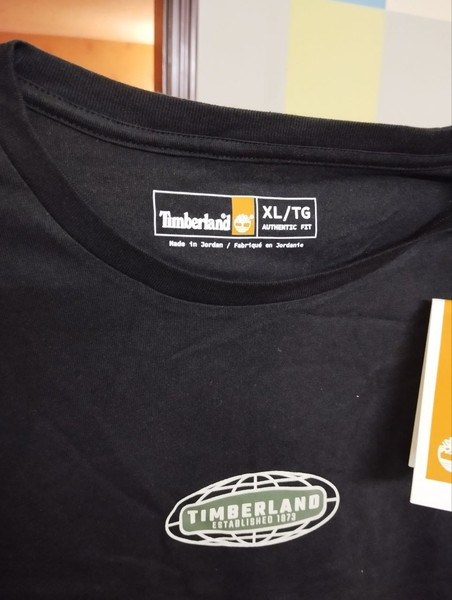 Timberland
XL/TG
AUTHENTIC FIT
Made in Jordan / Fabriqué en Jordanie
TIMBERLAND
ESTABLISHED 1973